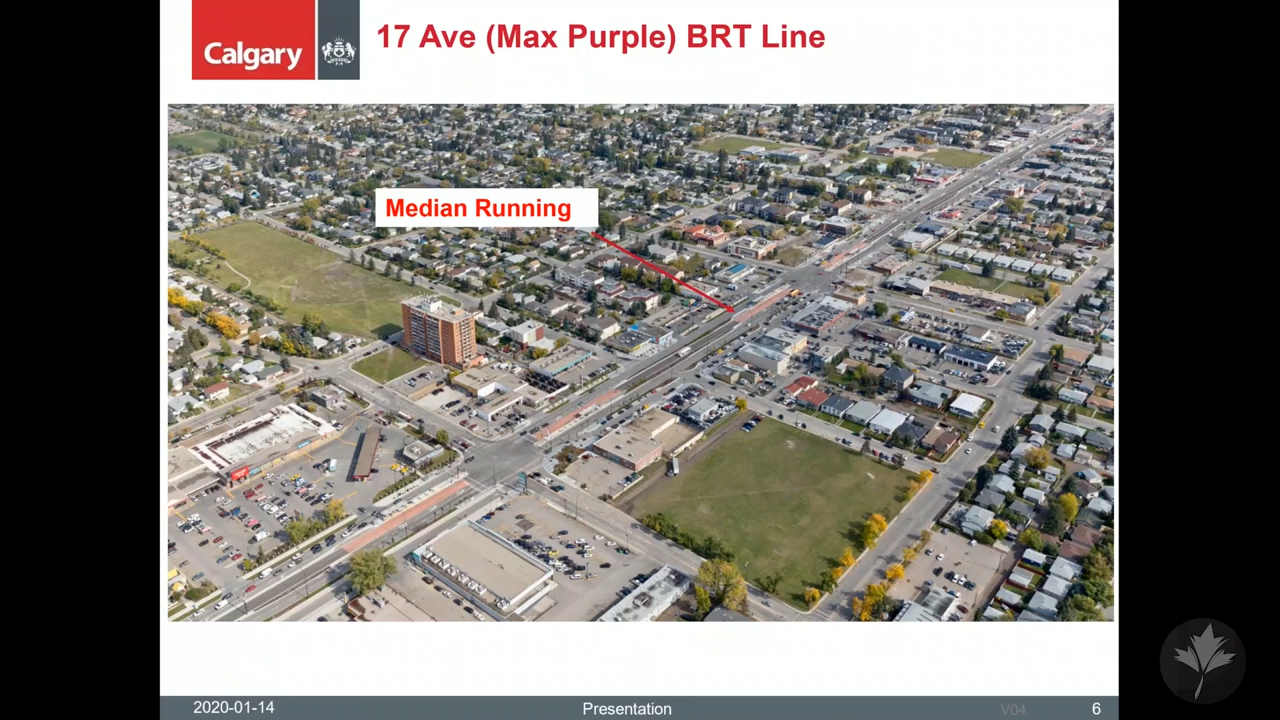 Calgary
17 Ave (Max Purple) BRT Line
Median Running
2020-01-14
Presentation
V04
6